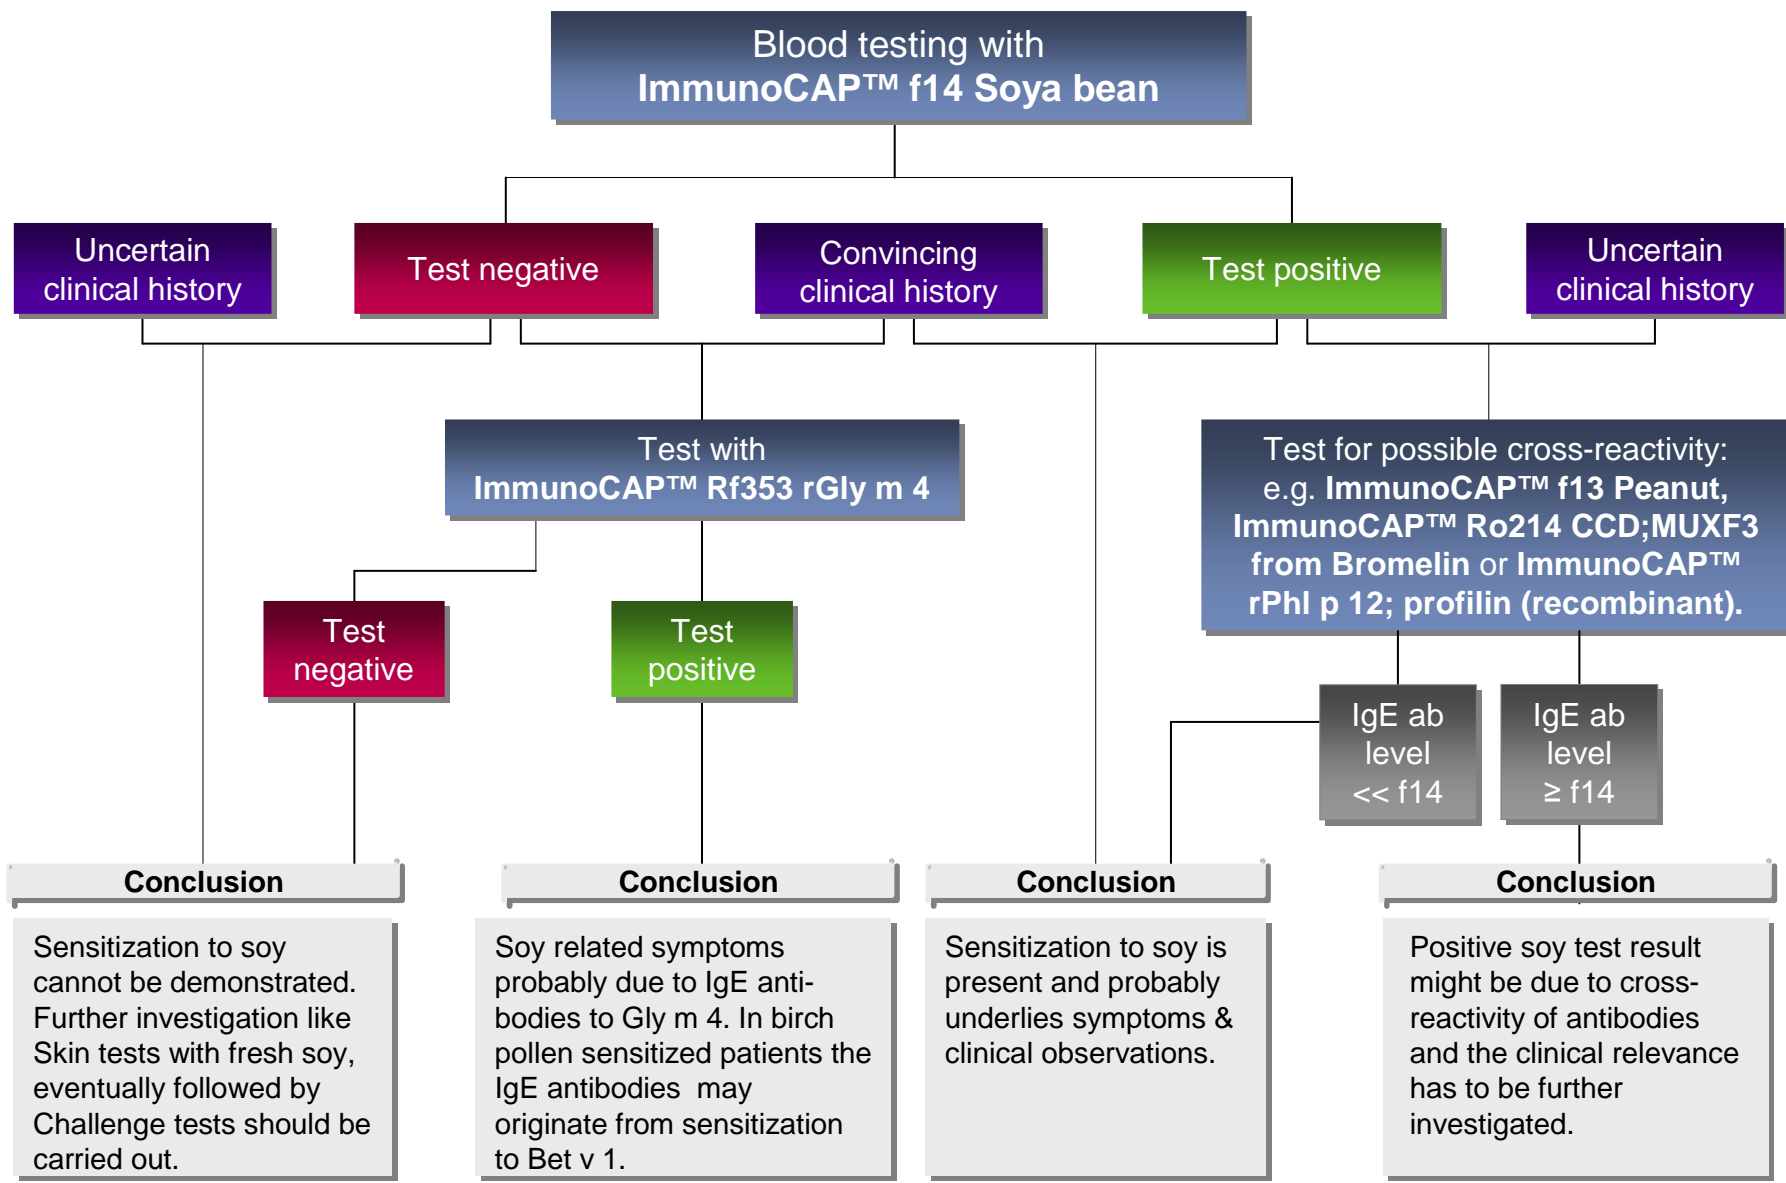 Blood testing with
ImmunoCAP™ f14 Soya bean
Uncertain
clinical history
Test negative
Convincing
clinical history
Test positive
Uncertain
clinical history
Test with
ImmunoCAP™ Rf353 rGly m 4
Test for possible cross-reactivity:
e.g. ImmunoCAP™ f13 Peanut,
ImmunoCAP™ Ro214 CCD;MUXF3
from Bromelin or ImmunoCAP™
rPhl p 12; profilin (recombinant).
Test
negative
Test
positive
IgE ab
level
<< f14
IgE ab
level
≥ f14
Conclusion
Sensitization to soy
cannot be demonstrated.
Further investigation like
Skin tests with fresh soy,
eventually followed by
Challenge tests should be
carried out.
Conclusion
Soy related symptoms
probably due to IgE anti-
bodies to Gly m 4. In birch
pollen sensitized patients the
IgE antibodies  may
originate from sensitization
to Bet v 1.
Conclusion
Sensitization to soy is
present and probably
underlies symptoms &
clinical observations.
Conclusion
Positive soy test result
might be due to cross-
reactivity of antibodies
and the clinical relevance
has to be further
investigated.